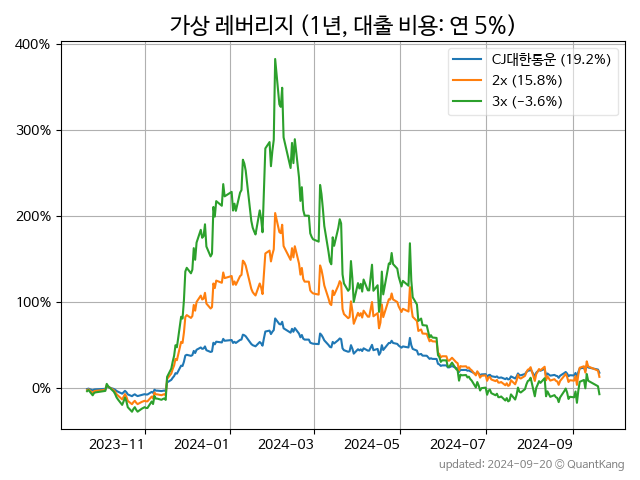 가상 레버리지 (1년, 대출 비용: 연 5%)
400%
300%
200%
100%
0%
CJ대한통운 (19.2%)
2x (15.8%)
3x (-3.6%)
2023-11 2024-01 2024-03 2024-05 2024-07 2024-09
updated: 2024-09-20 © QuantKang